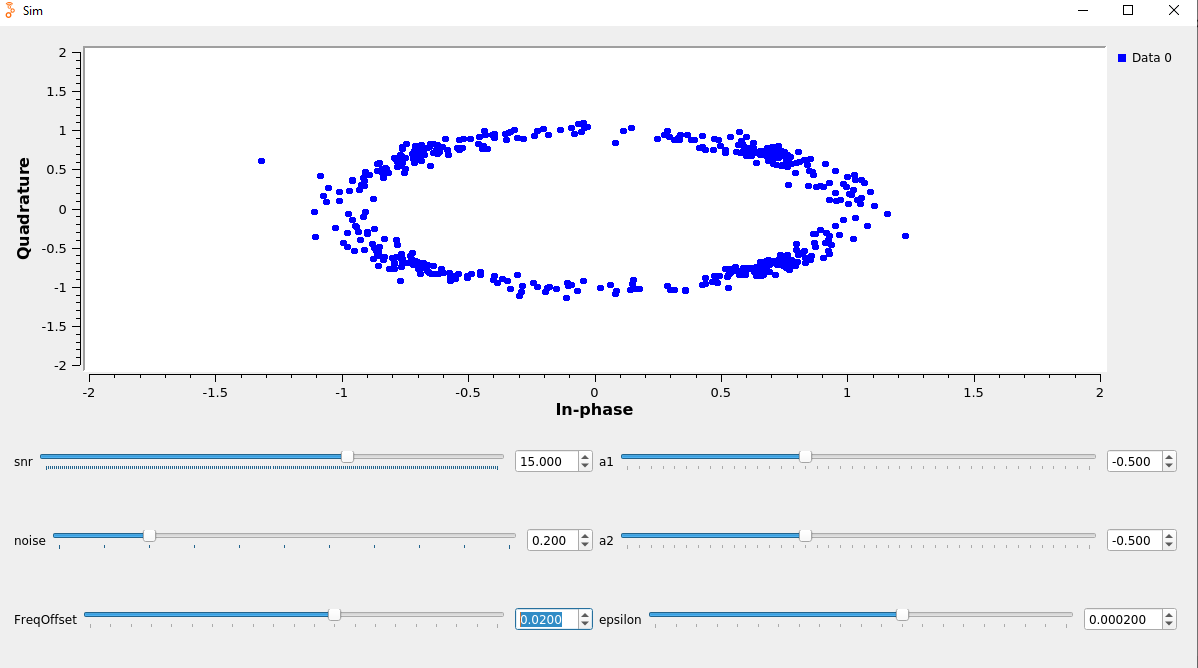 Sim
2
1.5
1
0.5
0
-0.5
-1
-1.5
-2
Quadrature
Data 0
-2 -1.5 -1 -0.5 0 0.5 1 1.5 2
In-phase
snr 15.000 a1 -0.500
noise 0.200 a2 -0.500
FreqOffset 0.0200 epsilon 0.000200